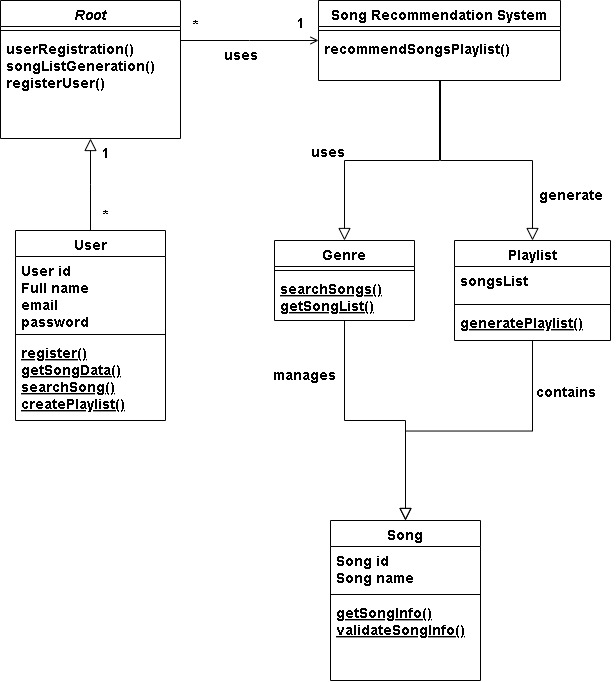 Root
userRegistration()
songListGeneration()
registerUser()
*
1
uses
Song Recommendation System
recommendSongsPlaylist()
1
*
uses
generate
User
User id
Full name
email
password
register()
getSongData()
searchSong()
createPlaylist()
Genre
searchSongs()
getSongList()
Playlist
songsList
generatePlaylist()
manages
contains
Song
Song id
Song name
getSongInfo()
validateSongInfo()